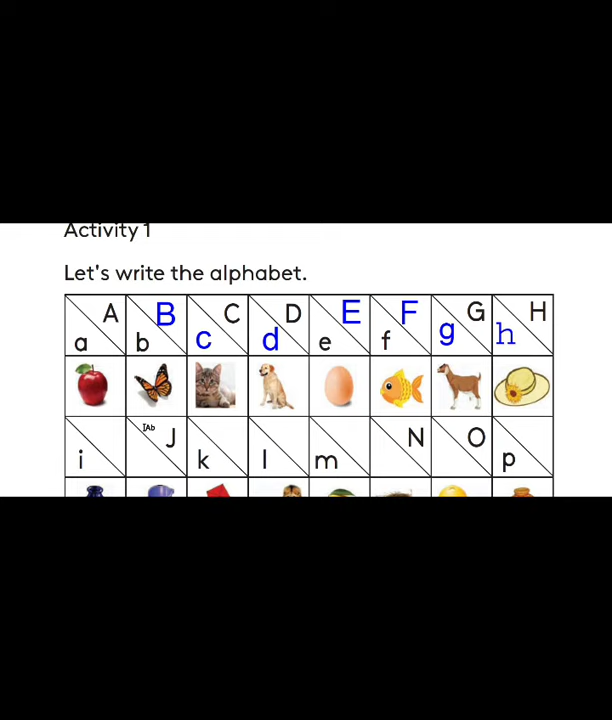 Activity 1
Let's write the alphabet.
A a B b C c D d E e F f G g H h
i J k l m N O p